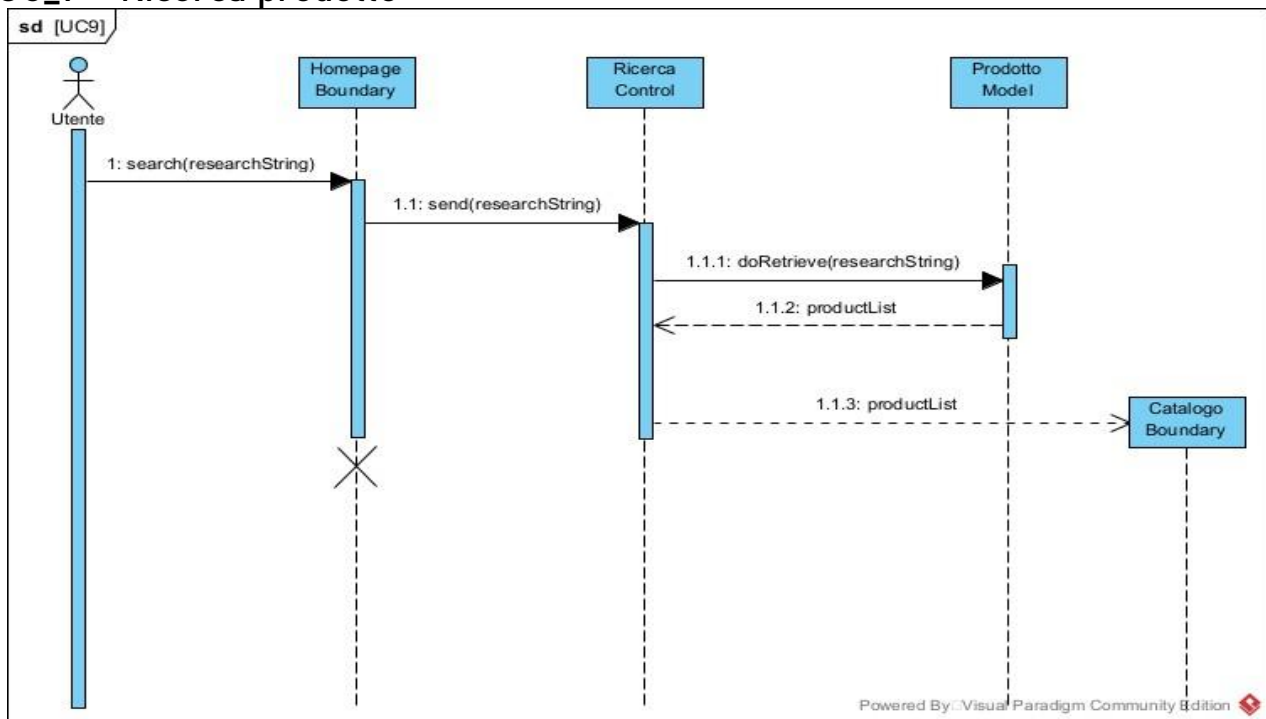 sd [UC9]
Homepage
Boundary
Ricerca
Control
Prodotto
Model
Utente
1: search(researchString)
1.1: send(researchString)
1.1.1: doRetrieve(researchString)
1.1.2: productList
1.1.3: productList
Catalogo
Boundary
Powered By Visual Paradigm Community Edition